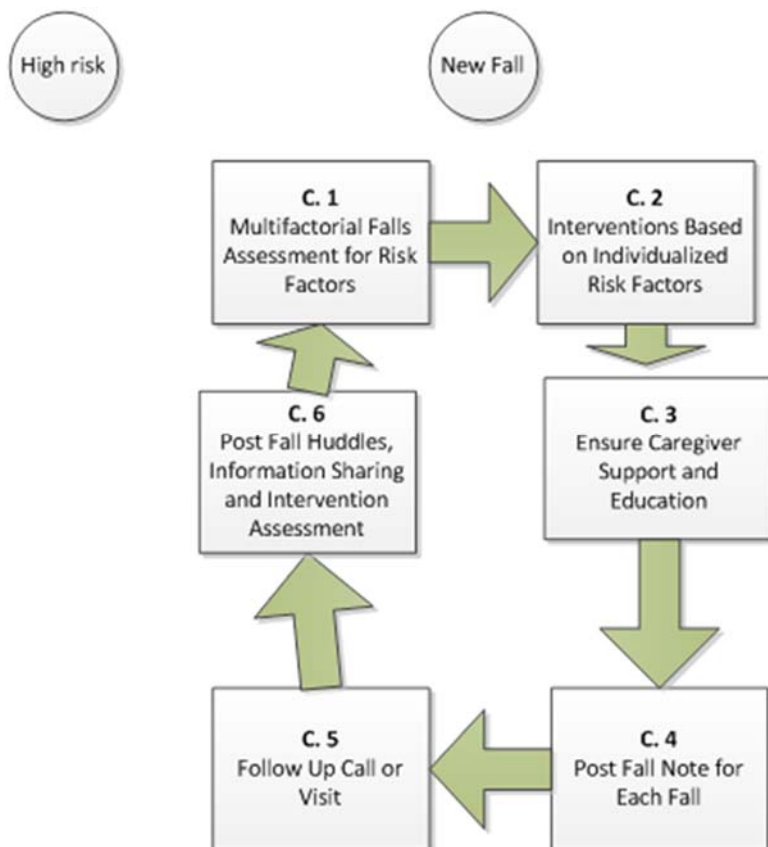 High risk
New Fall
C. 1
Multifactorial Falls
Assessment for Risk
Factors
C. 2
Interventions Based
on Individualized
Risk Factors
C. 3
Ensure Caregiver
Support and
Education
C. 4
Post Fall Note for
Each Fall
C. 5
Follow Up Call or
Visit
C. 6
Post Fall Huddles,
Information Sharing
and Intervention
Assessment